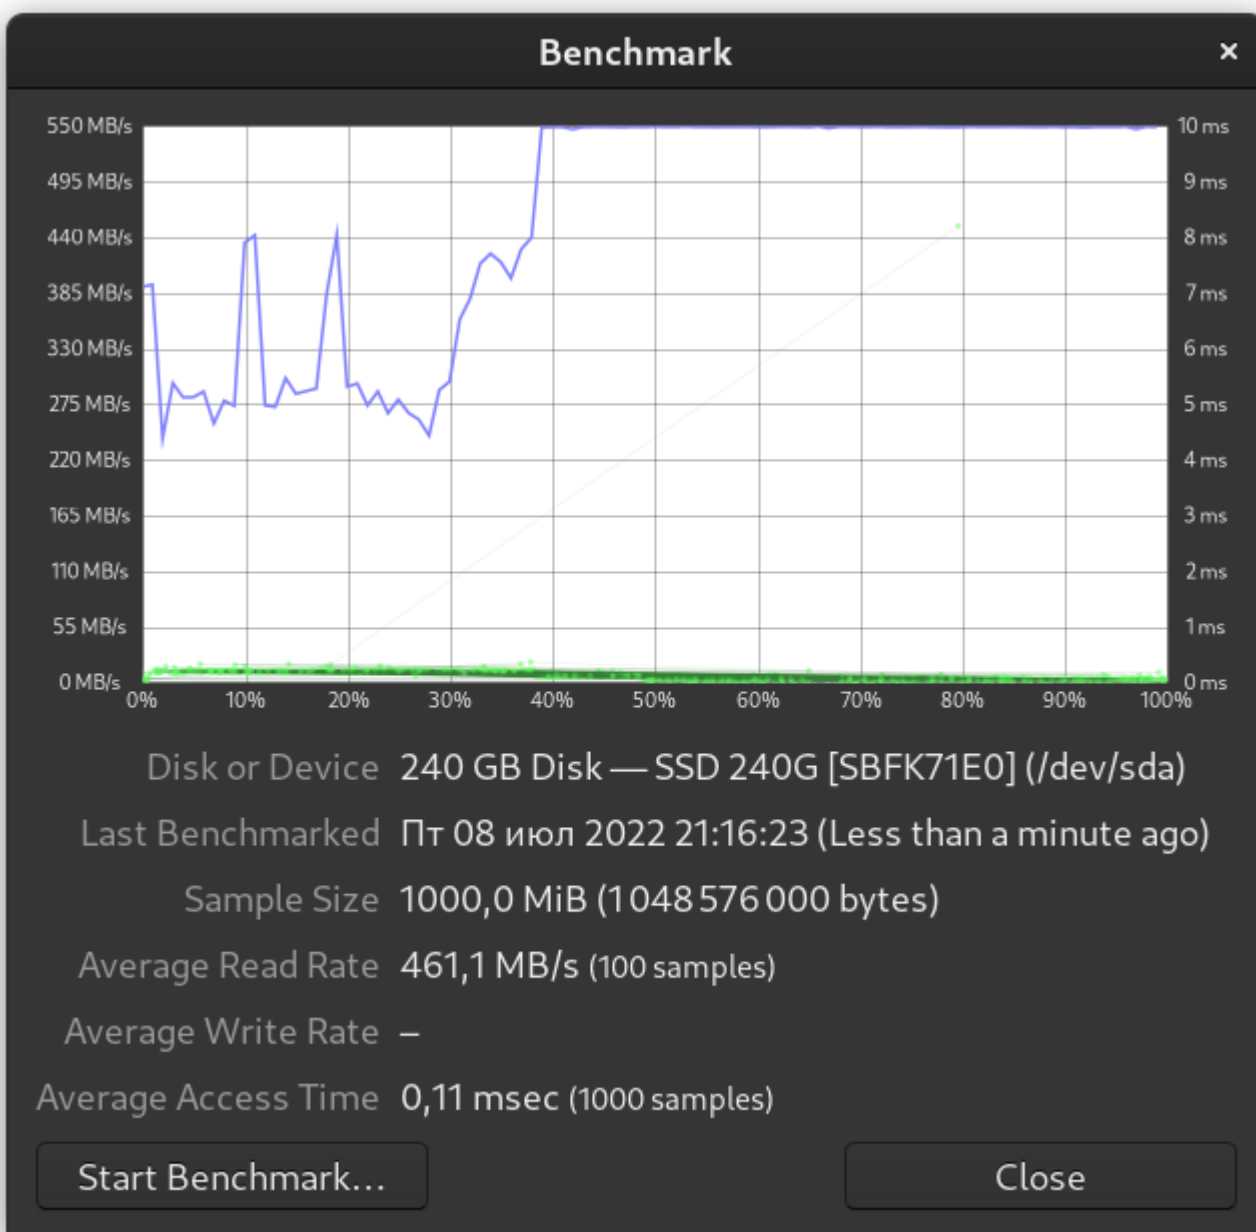 Benchmark
×
550 MB/s
495 MB/s
440 MB/s
385 MB/s
330 MB/s
275 MB/s
220 MB/s
165 MB/s
110 MB/s
55 MB/s
0 MB/s
10 ms
9 ms
8 ms
7 ms
6 ms
5 ms
4 ms
3 ms
2 ms
1 ms
0 ms
0% 10% 20% 30% 40% 50% 60% 70% 80% 90% 100%
Disk or Device 240 GB Disk — SSD 240G [SBFK71E0] (/dev/sda)
Last Benchmarked Пт 08 июл 2022 21:16:23 (Less than a minute ago)
Sample Size 1000,0 MiB (1 048 576 000 bytes)
Average Read Rate 461,1 MB/s (100 samples)
Average Write Rate –
Average Access Time 0,11 msec (1000 samples)
Start Benchmark... Close